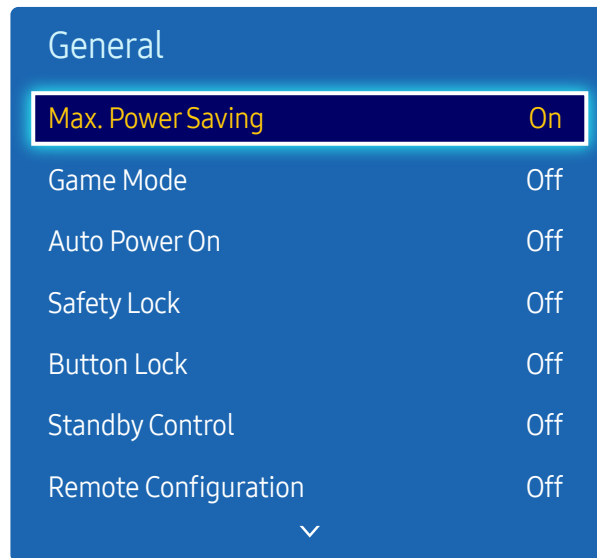 General
Max. Power Saving On
Game Mode Off
Auto Power On Off
Safety Lock Off
Button Lock Off
Standby Control Off
Remote Configuration Off